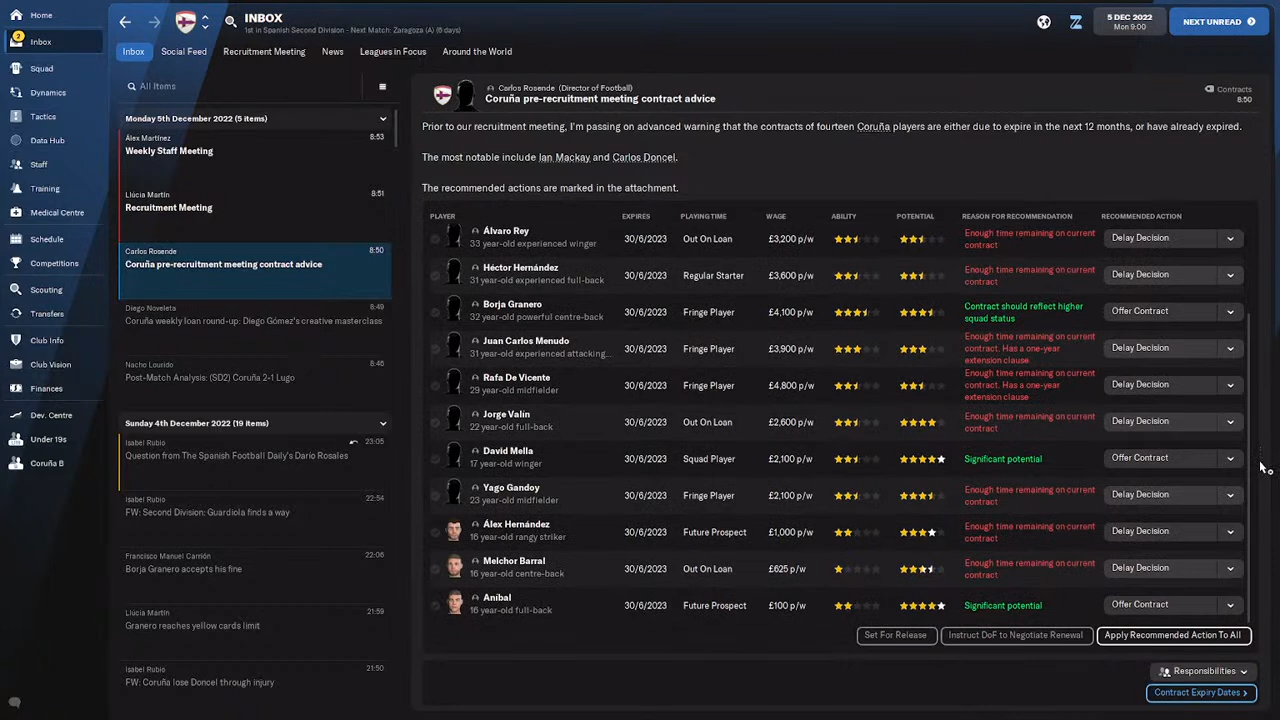 Home
2
Inbox
Squad
Dynamics
Tactics
Data Hub
Staff
Training
Medical Centre
Schedule
Competitions
Scouting
Transfers
Club Info
Club Vision
Finances
Dev. Centre
Under 19s
Coruña B
INBOX
1st in Spanish Second Division - Next Match: Zaragoza (A) (6 days)
5 DEC 2022
Mon 9:00
NEXT UNREAD
Inbox Social Feed Recruitment Meeting News Leagues in Focus Around the World
All Items
Monday 5th December 2022 (5 items)
Álex Martínez 8:53
Weekly Staff Meeting
Llúcia Martín 8:51
Recruitment Meeting
Carlos Rosende 8:50
Coruña pre-recruitment meeting contract advice
Diego Noveleta 8:49
Coruña weekly loan round-up: Diego Gómez's creative masterclass
Nacho Lourido 8:46
Post-Match Analysis: (SD2) Coruña 2-1 Lugo
Sunday 4th December 2022 (19 items)
Isabel Rubio 23:05
Question from The Spanish Football Daily's Darío Rosales
Isabel Rubio 22:54
FW: Second Division: Guardiola finds a way
Francisco Manuel Carrión 22:06
Borja Granero accepts his fine
Llúcia Martín 21:59
Granero reaches yellow cards limit
Isabel Rubio 21:50
FW: Coruña lose Doncel through injury
Carlos Rosende (Director of Football)
Coruña pre-recruitment meeting contract advice
Contracts
8:50
Prior to our recruitment meeting, I'm passing on advanced warning that the contracts of fourteen Coruña players are either due to expire in the next 12 months, or have already expired.
The most notable include Ian Mackay and Carlos Doncel.
The recommended actions are marked in the attachment.
PLAYER EXPIRES PLAYING TIME WAGE ABILITY POTENTIAL REASON FOR RECOMMENDATION RECOMMENDED ACTION
Álvaro Rey
33 year-old experienced winger
30/6/2023 Out On Loan £3,200 p/w
Enough time remaining on current
contract
Delay Decision
Héctor Hernández
31 year-old experienced full-back
30/6/2023 Regular Starter £3,600 p/w
Enough time remaining on current
contract
Delay Decision
Borja Granero
32 year-old powerful centre-back
30/6/2023 Fringe Player £4,100 p/w
Contract should reflect higher
squad status
Offer Contract
Juan Carlos Menudo
31 year-old experienced attacking...
30/6/2023 Fringe Player £3,900 p/w
Enough time remaining on current
contract. Has a one-year
extension clause
Delay Decision
Rafa De Vicente
29 year-old midfielder
30/6/2023 Fringe Player £4,800 p/w
Enough time remaining on current
contract. Has a one-year
extension clause
Delay Decision
Jorge Valín
22 year-old full-back
30/6/2023 Out On Loan £2,600 p/w
Enough time remaining on current
contract
Delay Decision
David Mella
17 year-old winger
30/6/2023 Squad Player £2,100 p/w
Significant potential
Offer Contract
Yago Gandoy
23 year-old midfielder
30/6/2023 Fringe Player £2,100 p/w
Enough time remaining on current
contract
Delay Decision
Álex Hernández
16 year-old rangy striker
30/6/2023 Future Prospect £1,000 p/w
Enough time remaining on current
contract
Delay Decision
Melchor Barral
16 year-old centre-back
30/6/2023 Out On Loan £625 p/w
Enough time remaining on current
contract
Delay Decision
Aníbal
16 year-old full-back
30/6/2023 Future Prospect £100 p/w
Significant potential
Offer Contract
Set For Release Instruct DoF to Negotiate Renewal Apply Recommended Action To All
Responsibilities
Contract Expiry Dates